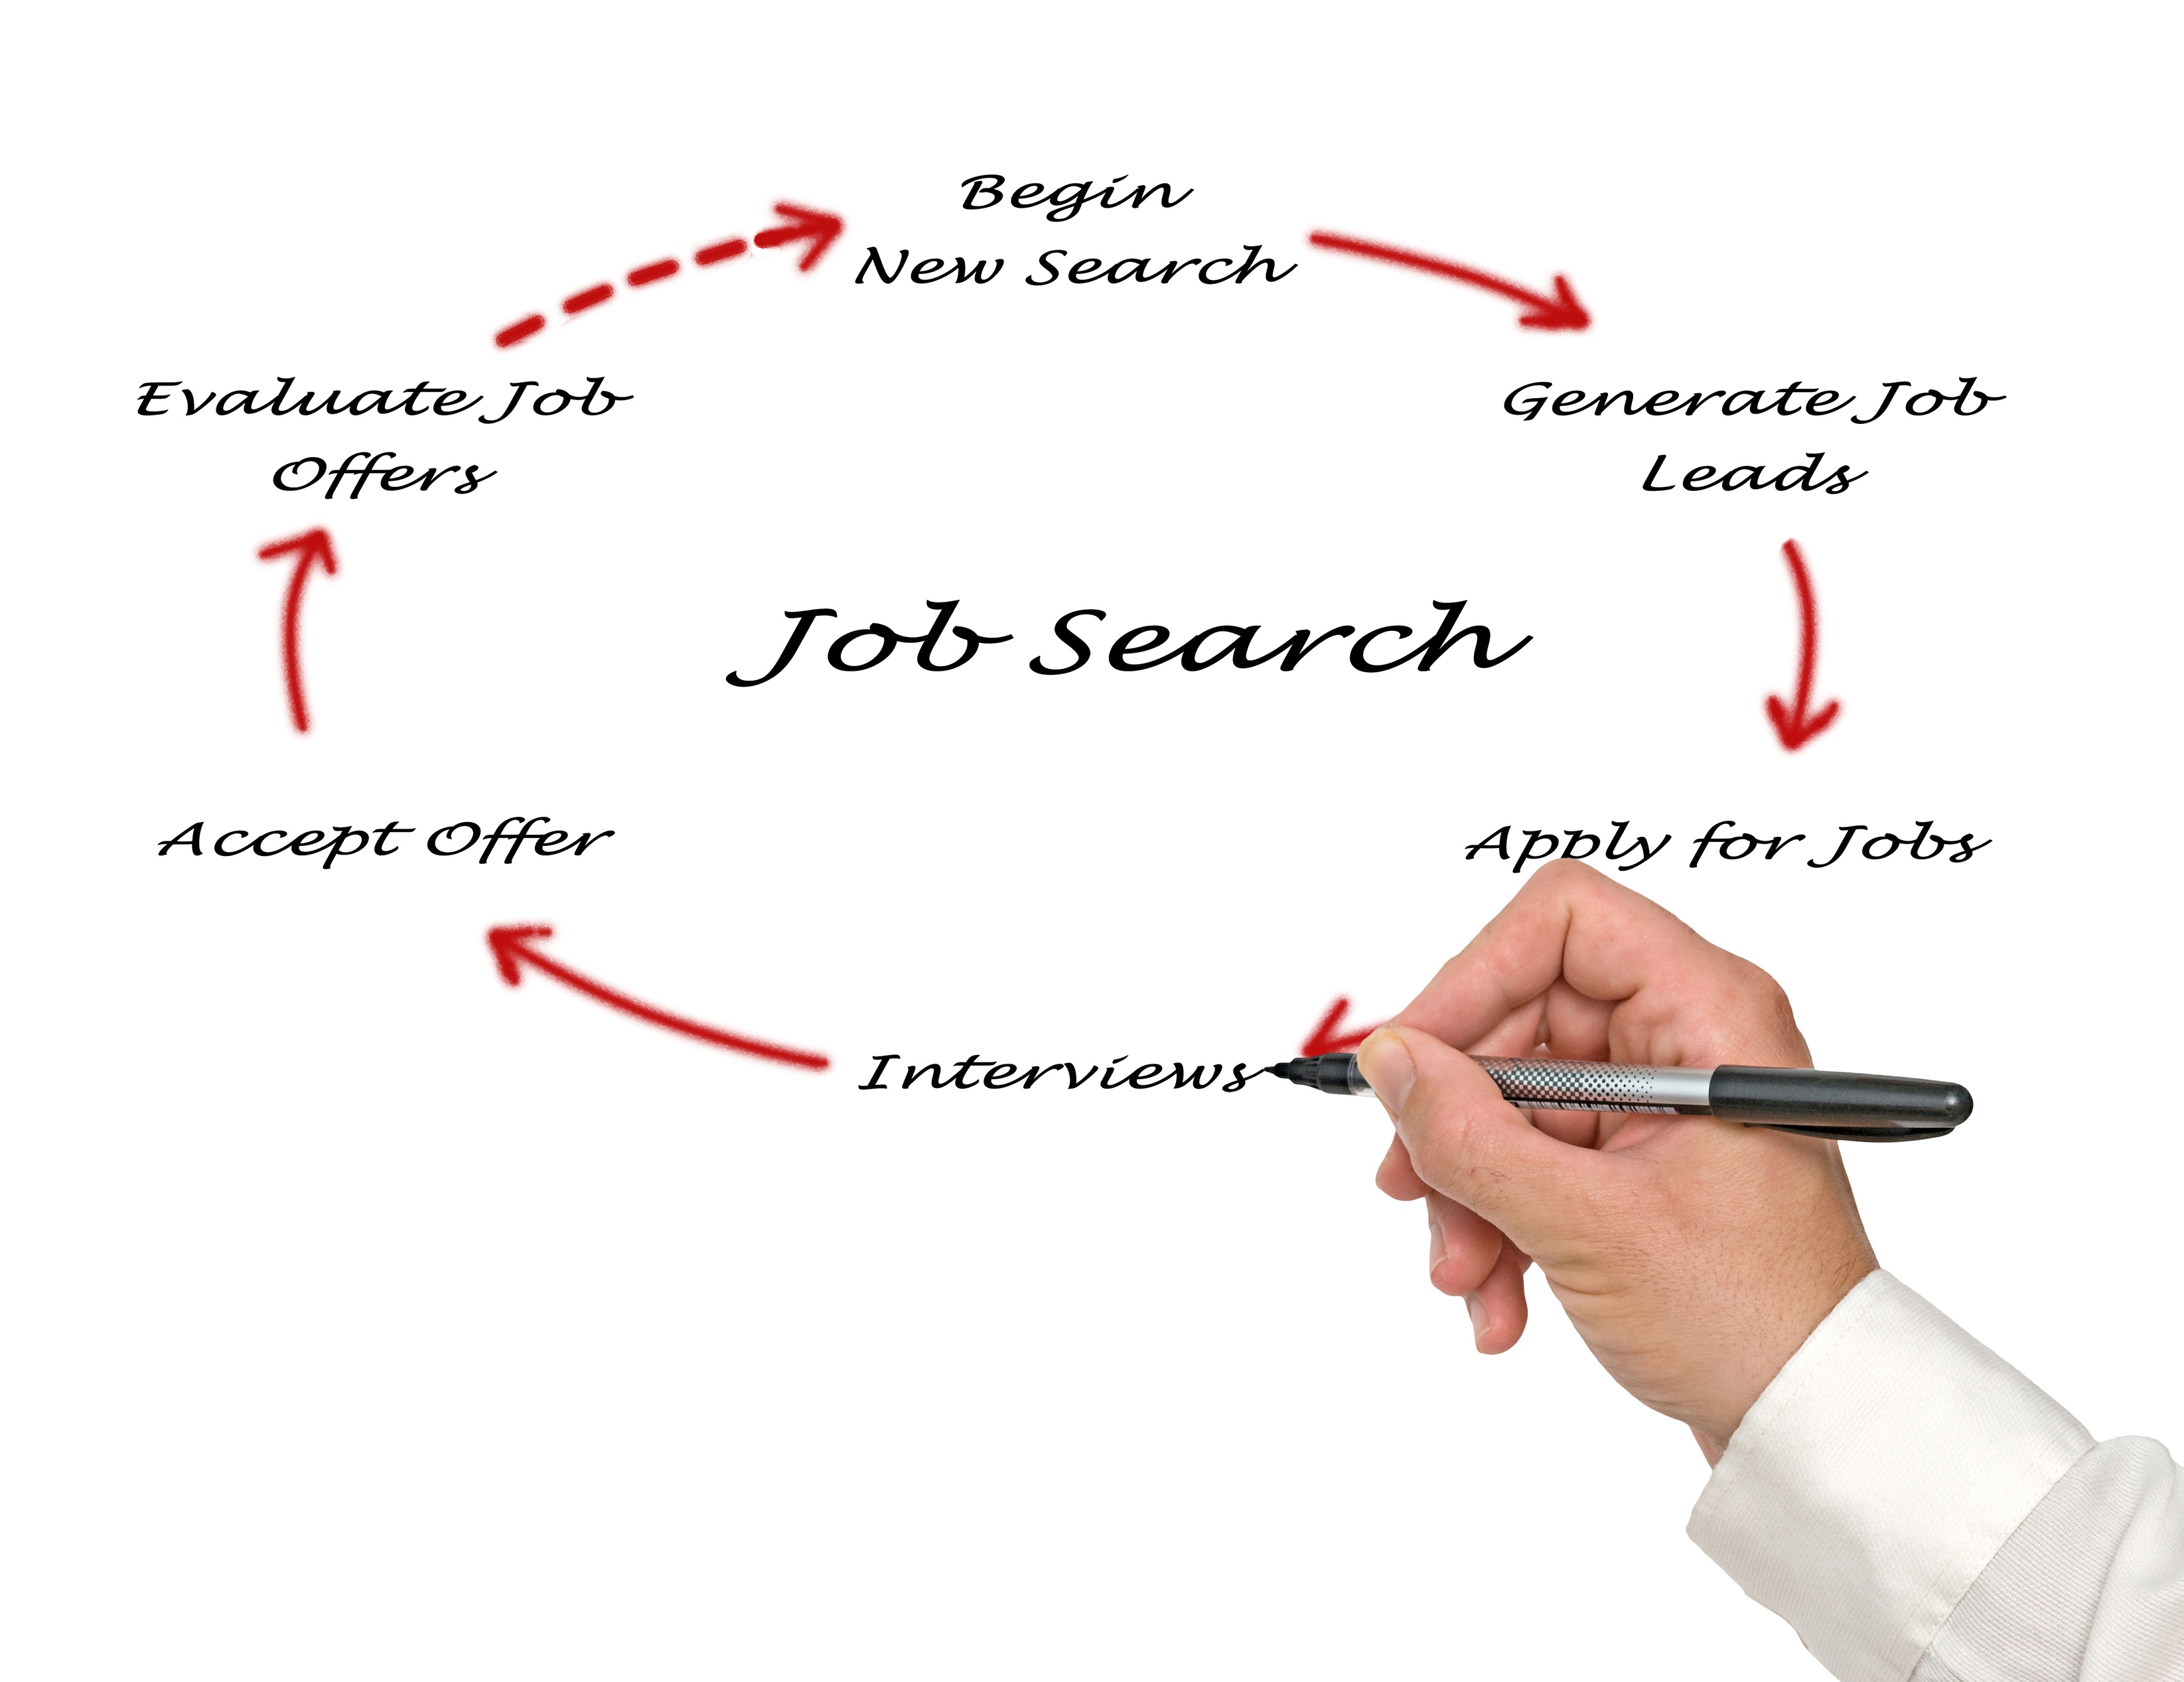 Begin
New Search
Evaluate Job
Offers
Generate Job
Leads
Job Search
Accept Offer
Apply for Jobs
Interviews